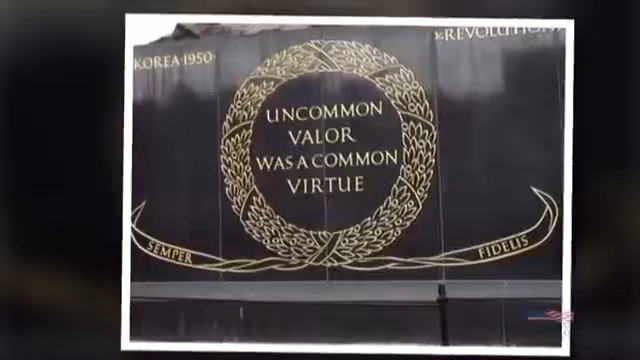 KOREA 1950
REVOLUTION
UNCOMMON
VALOR
WAS A COMMON
VIRTUE
SEMPER
FIDELIS